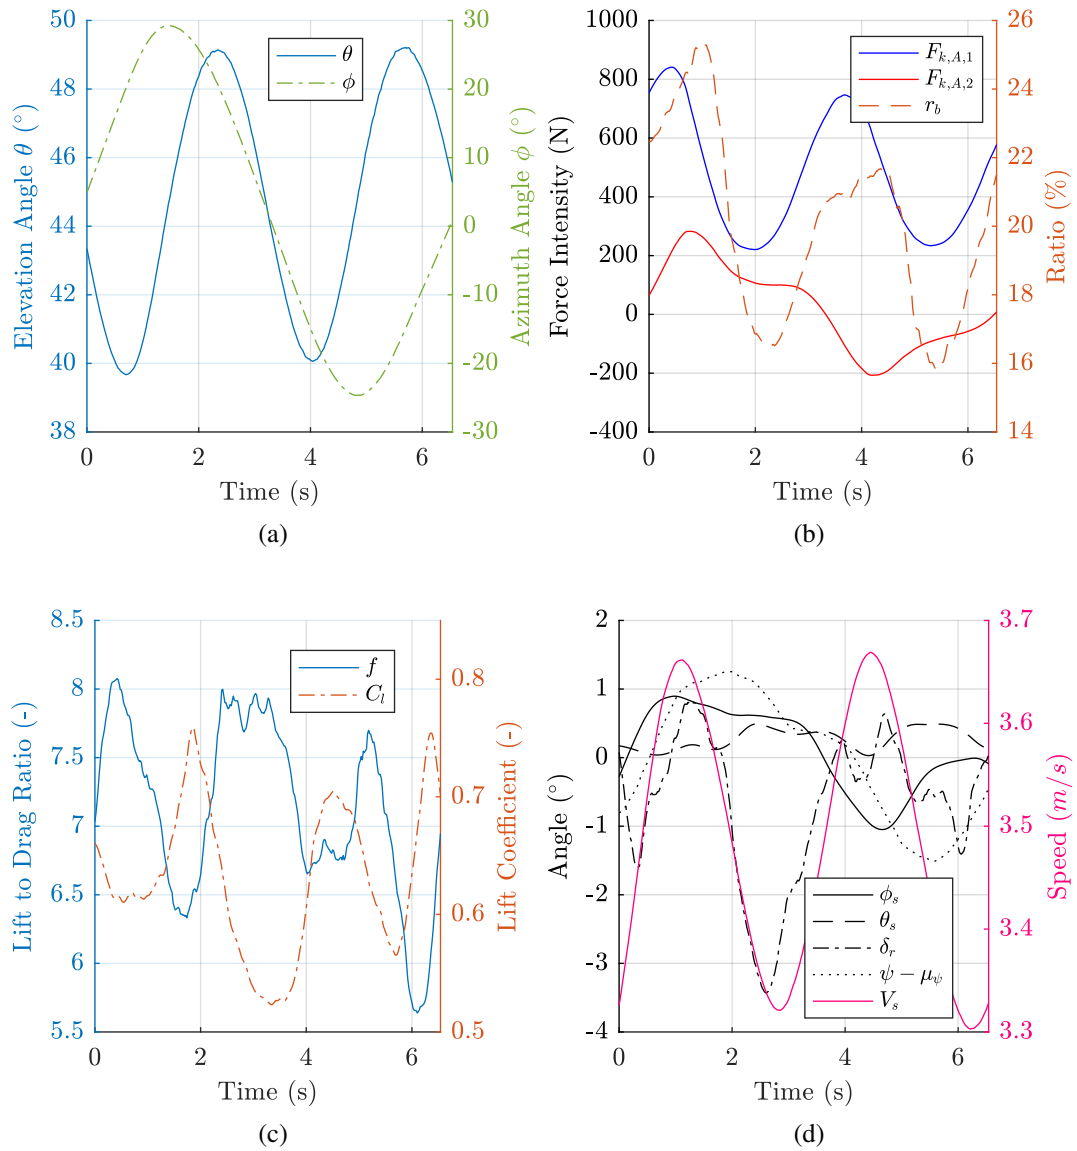 50
48
46
44
42
40
38
Elevation Angle θ (°)
θ
ϕ
30
20
10
0
-10
-20
-30
Azimuth Angle ϕ (°)
0 2 4 6
Time (s)
(a)
1000
800
600
400
200
0
-200
-400
Force Intensity (N)
F_{k,A,1}
F_{k,A,2}
r_b
26
24
22
20
18
16
14
Ratio (%)
0 2 4 6
Time (s)
(b)
8.5
8
7.5
7
6.5
6
5.5
Lift to Drag Ratio (-)
f
C_l
0.8
0.7
0.6
0.5
Lift Coefficient (-)
0 2 4 6
Time (s)
(c)
2
1
0
-1
-2
-3
-4
Angle (°)
ϕ_s
θ_s
δ_r
ψ − μ_ψ
V_s
3.7
3.6
3.5
3.4
3.3
Speed (m/s)
0 2 4 6
Time (s)
(d)